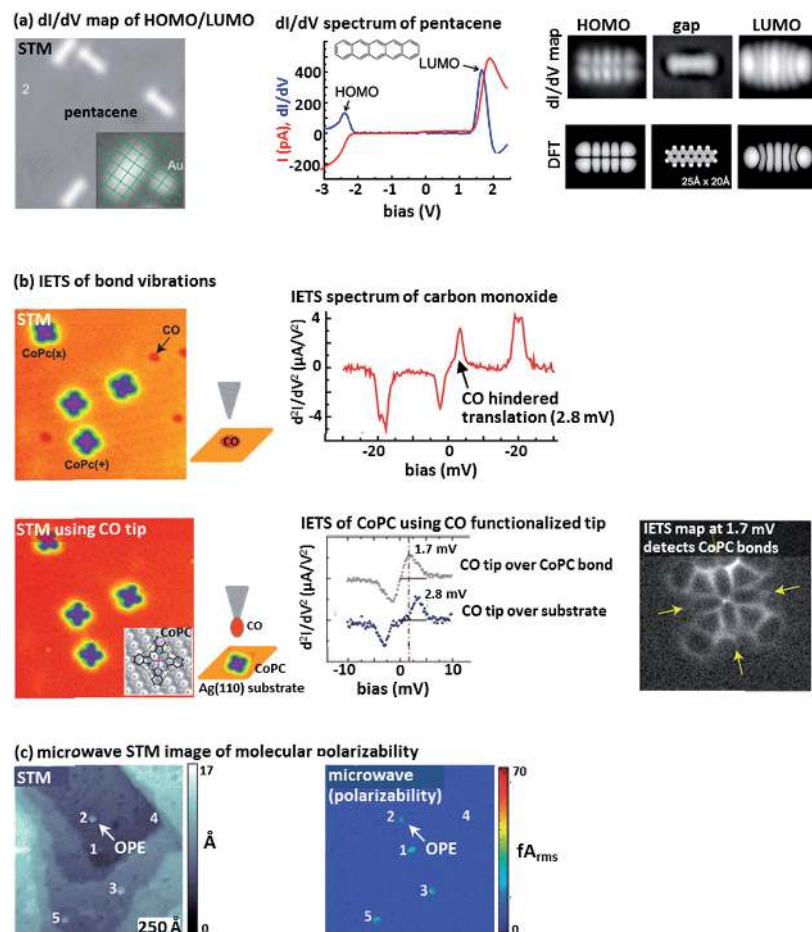 (a) dI/dV map of HOMO/LUMO
STM
2
pentacene
Au
dI/dV spectrum of pentacene
I (pA), dI/dV
400
200
0
-200
HOMO
LUMO
-3 -2 -1 0 1 2
bias (V)
HOMO gap LUMO
dI/dV map
DFT
25Å x 20Å
(b) IETS of bond vibrations
STM
CO
CoPc(x)
CoPc(+)
CO
IETS spectrum of carbon monoxide
d²I/dV² (µA/V²)
4
0
-4
CO hindered
translation (2.8 mV)
-20 0 -20
bias (mV)
STM using CO tip
CoPC
CO
CoPC
Ag(110) substrate
IETS of CoPC using CO functionalized tip
d²I/dV² (µA/V²)
1.7 mV
CO tip over CoPC bond
2.8 mV
CO tip over substrate
-10 0 10
bias (mV)
IETS map at 1.7 mV
detects CoPC bonds
(c) microwave STM image of molecular polarizability
STM
2 4
OPE
1
3
5
250 Å
17
Å
0
microwave
(polarizability)
2 4
OPE
1
3
5
70
fArms
0